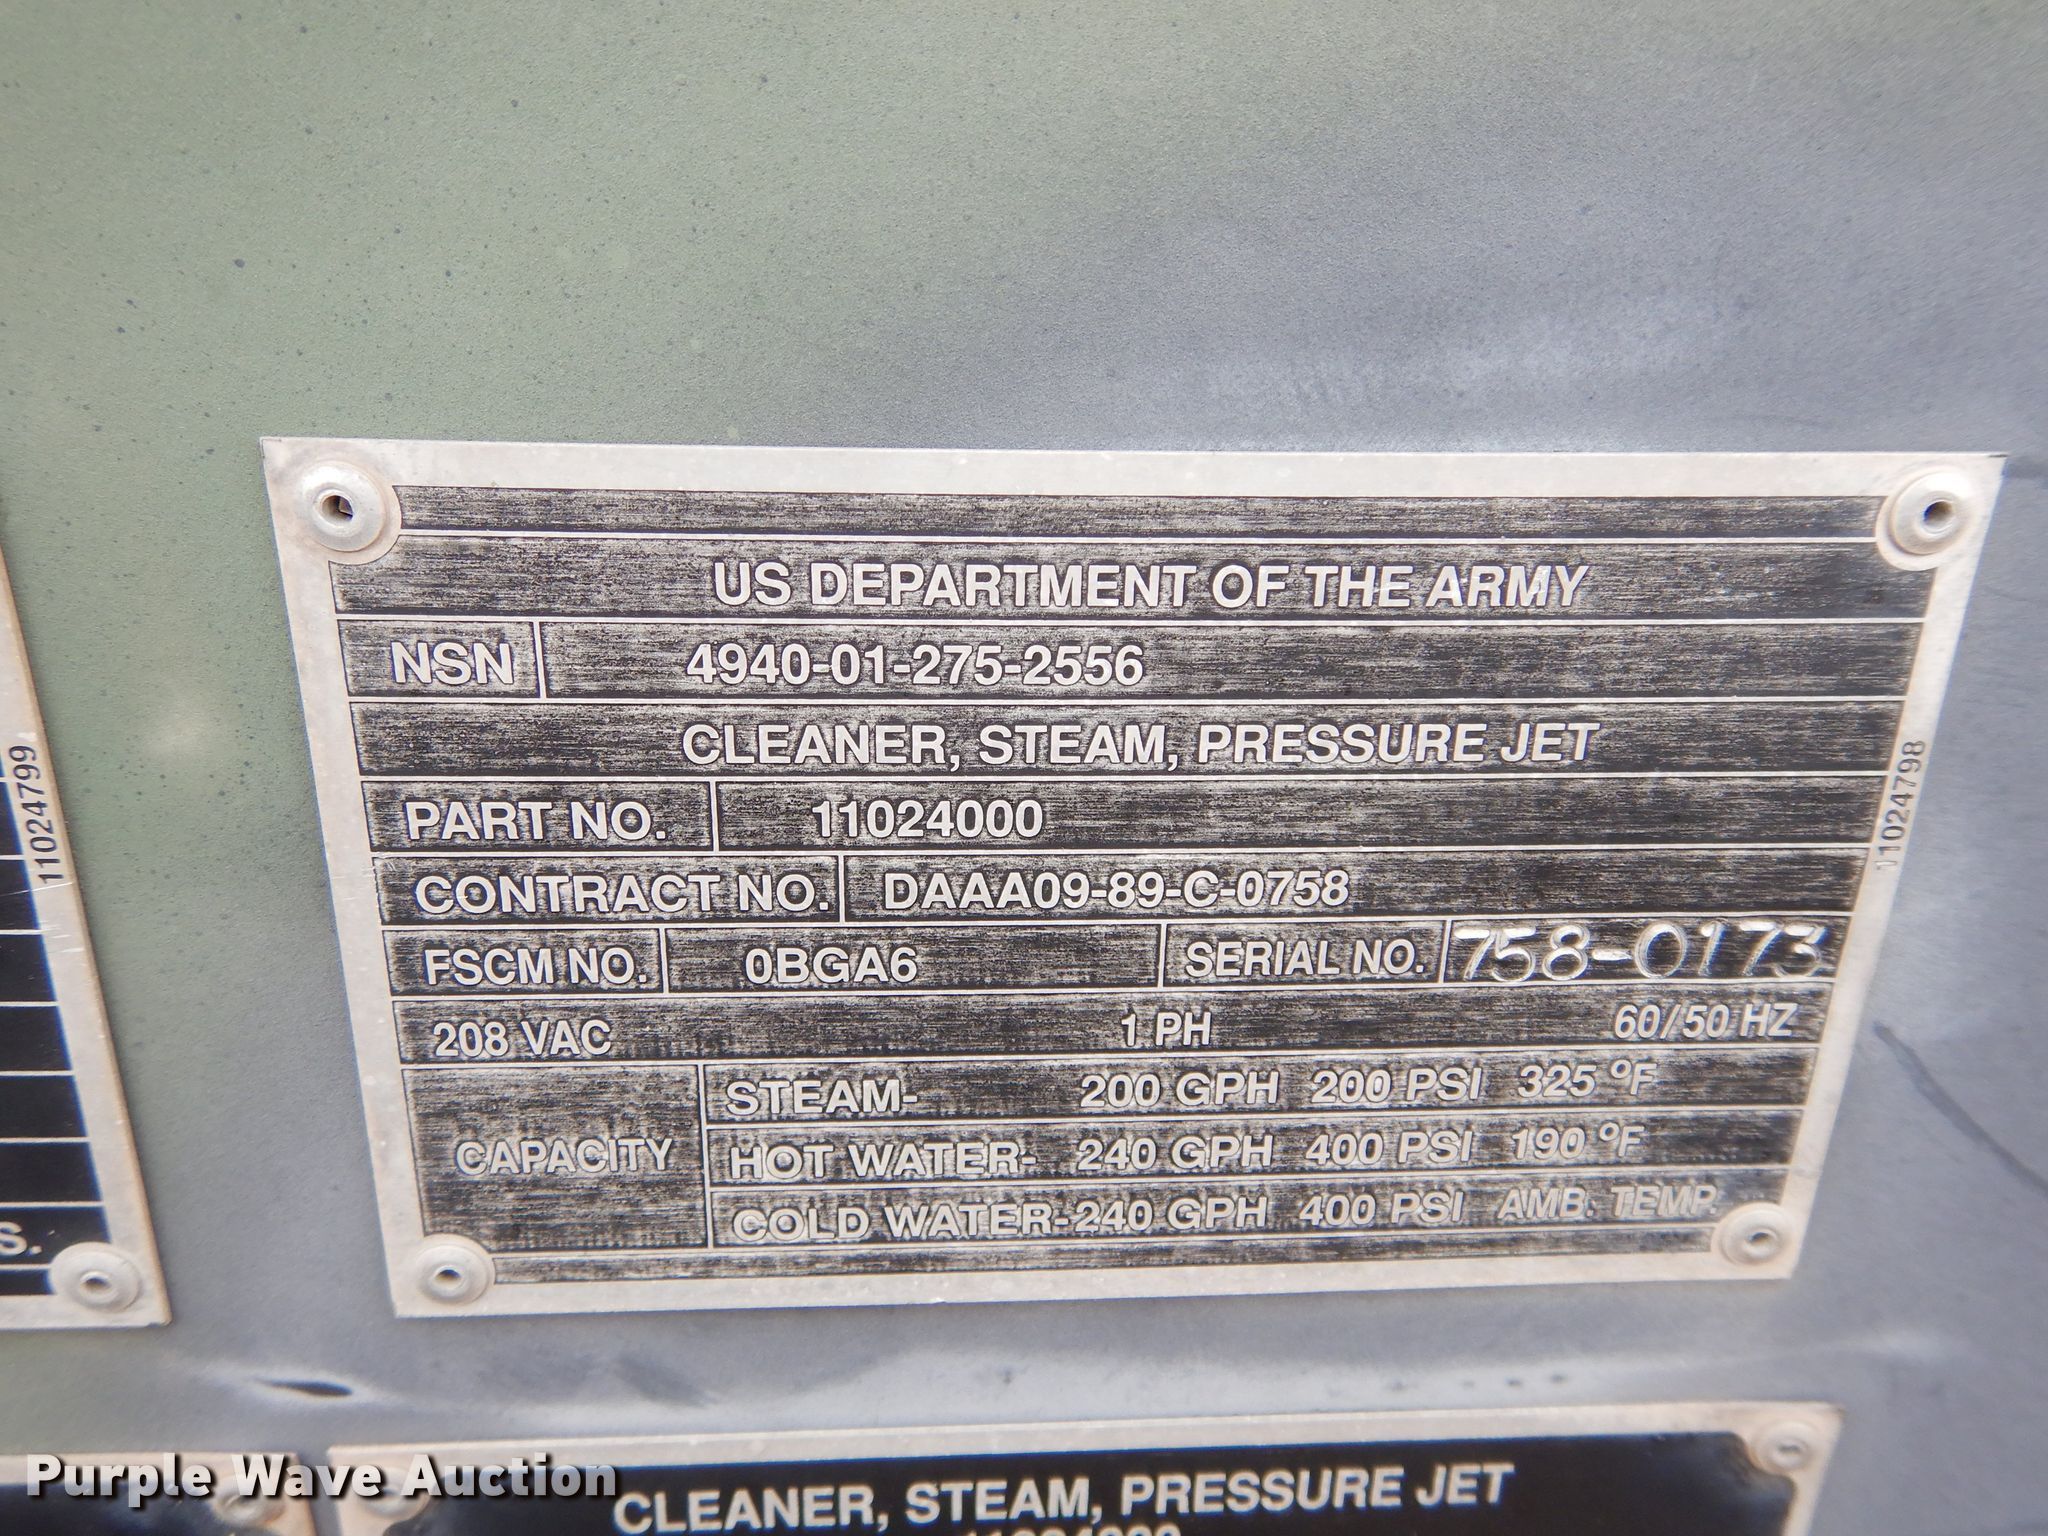 US DEPARTMENT OF THE ARMY
NSN 4940-01-275-2556
CLEANER, STEAM, PRESSURE JET
PART NO. 11024000
CONTRACT NO. DAAA09-89-C-0758
FSCM NO. 0BGA6 SERIAL NO. 758-0173
208 VAC 1 PH 60/50 HZ
CAPACITY
STEAM- 200 GPH 200 PSI 325 °F
HOT WATER- 240 GPH 400 PSI 190 °F
COLD WATER- 240 GPH 400 PSI AMB. TEMP.
11024798
11024799
S.
CLEANER, STEAM, PRESSURE JET
Purple Wave Auction